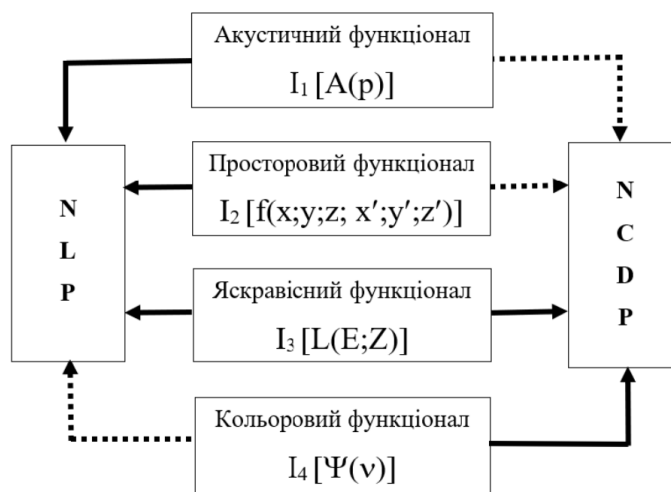 Акустичний функціонал
I₁ [A(p)]
Просторовий функціонал
I₂ [f(x;y;z; x′;y′;z′)]
Яскравісний функціонал
I₃ [L(E;Z)]
Кольоровий функціонал
I₄ [Ψ(ν)]
N
L
P
N
C
D
P